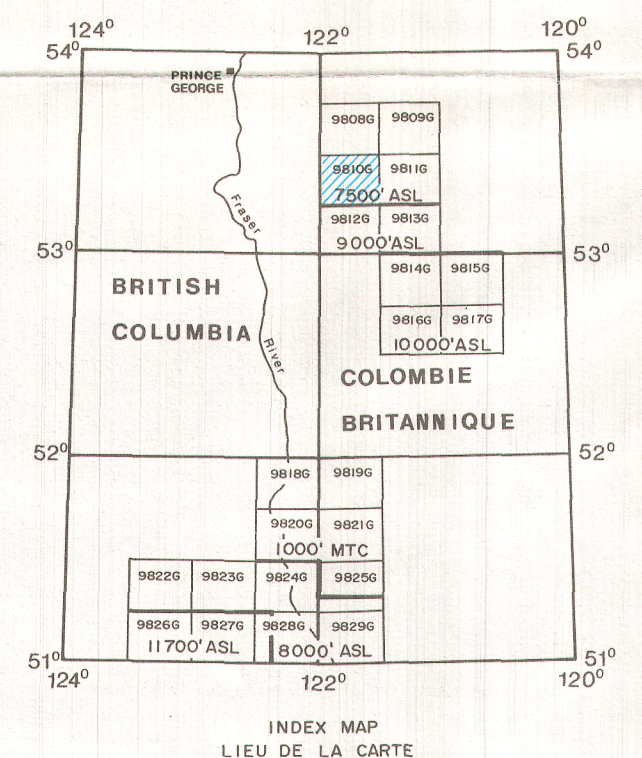 124° 122° 120°
54° 54°
PRINCE
GEORGE
9808G 9809G
9810G 9811G
7500' ASL
Fraser
9812G 9813G
9000' ASL
53° 53°
9814G 9815G
BRITISH
9816G 9817G
COLUMBIA
10000' ASL
River
COLOMBIE
BRITANNIQUE
52° 52°
9818G 9819G
9820G 9821G
1000' MTC
9822G 9823G 9824G 9825G
9826G 9827G 9828G 9829G
11700' ASL 8000' ASL
51° 51°
124° 122° 120°
INDEX MAP
LIEU DE LA CARTE